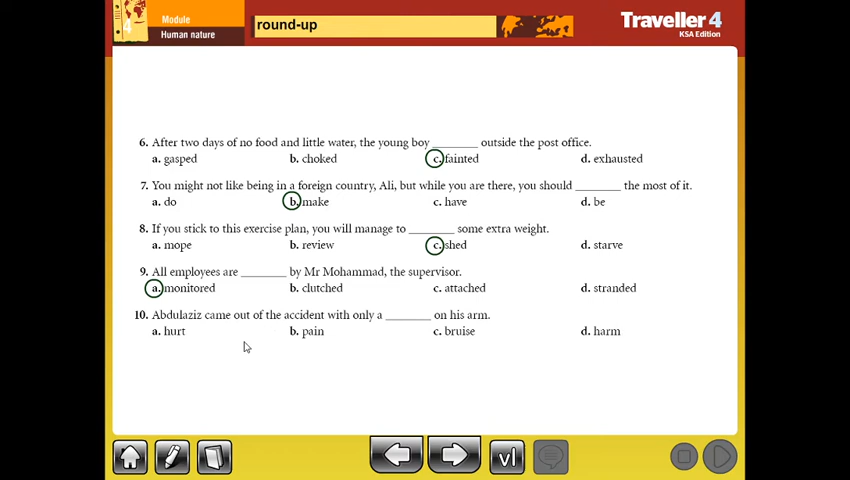 4
Module
Human nature
round-up
Traveller 4
KSA Edition
6. After two days of no food and little water, the young boy ________ outside the post office.
a. gasped b. choked c. fainted d. exhausted
7. You might not like being in a foreign country, Ali, but while you are there, you should ________ the most of it.
a. do b. make c. have d. be
8. If you stick to this exercise plan, you will manage to ________ some extra weight.
a. mope b. review c. shed d. starve
9. All employees are ________ by Mr Mohammad, the supervisor.
a. monitored b. clutched c. attached d. stranded
10. Abdulaziz came out of the accident with only a ________ on his arm.
a. hurt b. pain c. bruise d. harm
vl